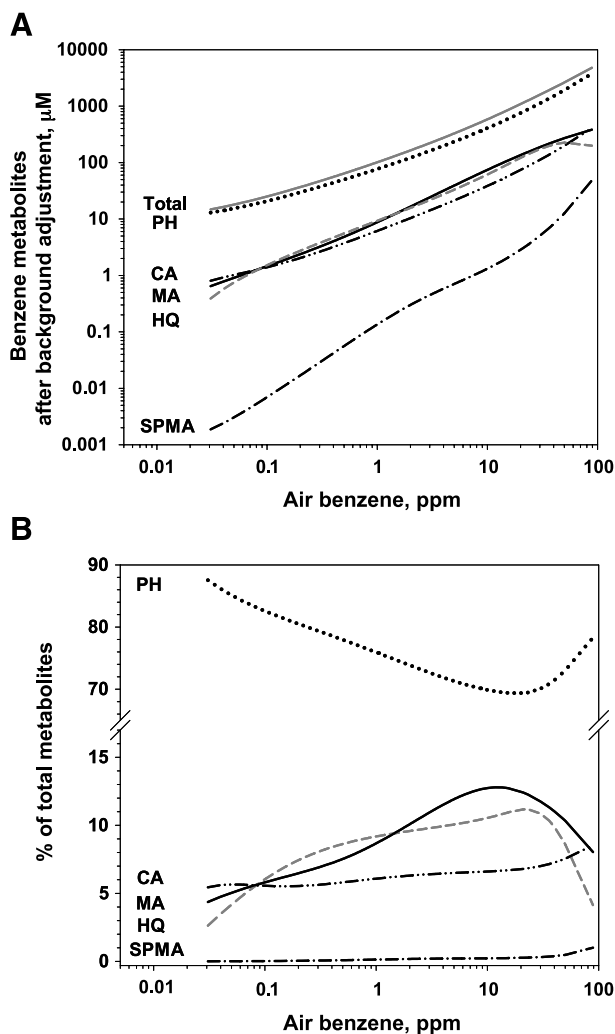 A
Benzene metabolites
after background adjustment, μM
10000
1000
100
10
1
0.1
0.01
0.001
Total
PH
CA
MA
HQ
SPMA
0.01
0.1
1
10
100
Air benzene, ppm
B
% of total metabolites
90
80
70
15
10
5
0
PH
CA
MA
HQ
SPMA
0.01
0.1
1
10
100
Air benzene, ppm